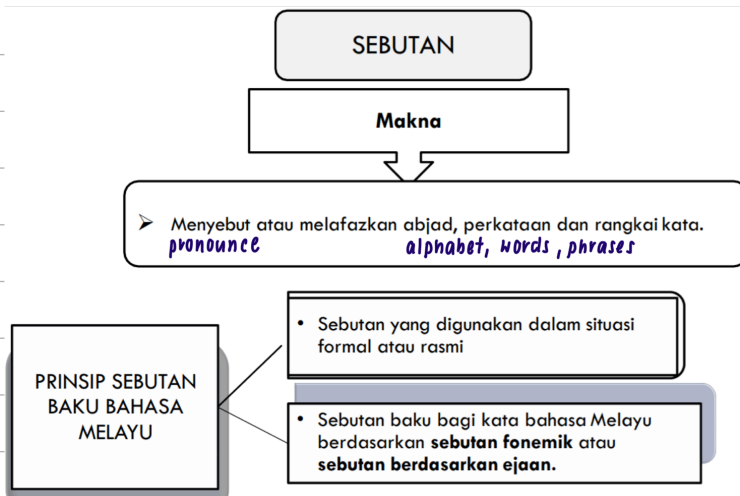 SEBUTAN
Makna
➢ Menyebut atau melafazkan abjad, perkataan dan rangkai kata.
pronounce alphabet, words, phrases
PRINSIP SEBUTAN
BAKU BAHASA
MELAYU
• Sebutan yang digunakan dalam situasi
formal atau rasmi
• Sebutan baku bagi kata bahasa Melayu
berdasarkan sebutan fonemik atau
sebutan berdasarkan ejaan.